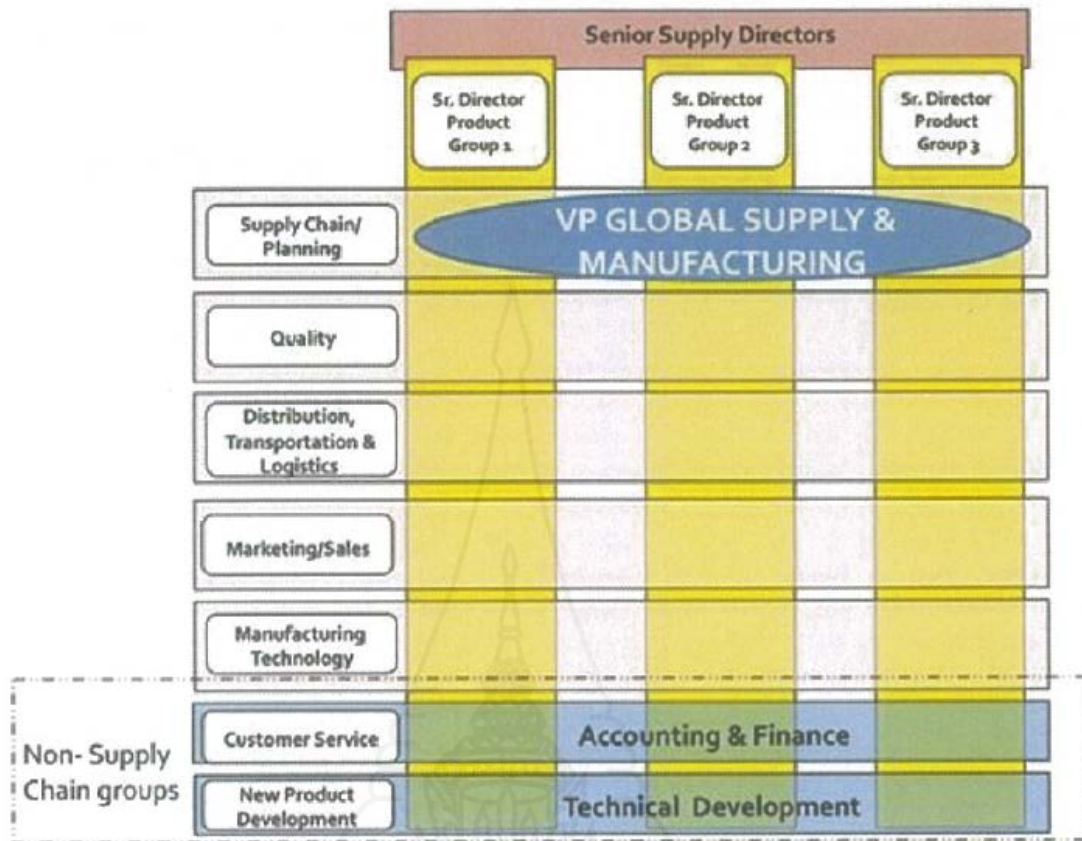 Senior Supply Directors
Sr. Director
Product
Group 1
Sr. Director
Product
Group 2
Sr. Director
Product
Group 3
Supply Chain/
Planning
VP GLOBAL SUPPLY &
MANUFACTURING
Quality
Distribution,
Transportation &
Logistics
Marketing/Sales
Manufacturing
Technology
Non- Supply
Chain groups
Customer Service
Accounting & Finance
New Product
Development
Technical Development